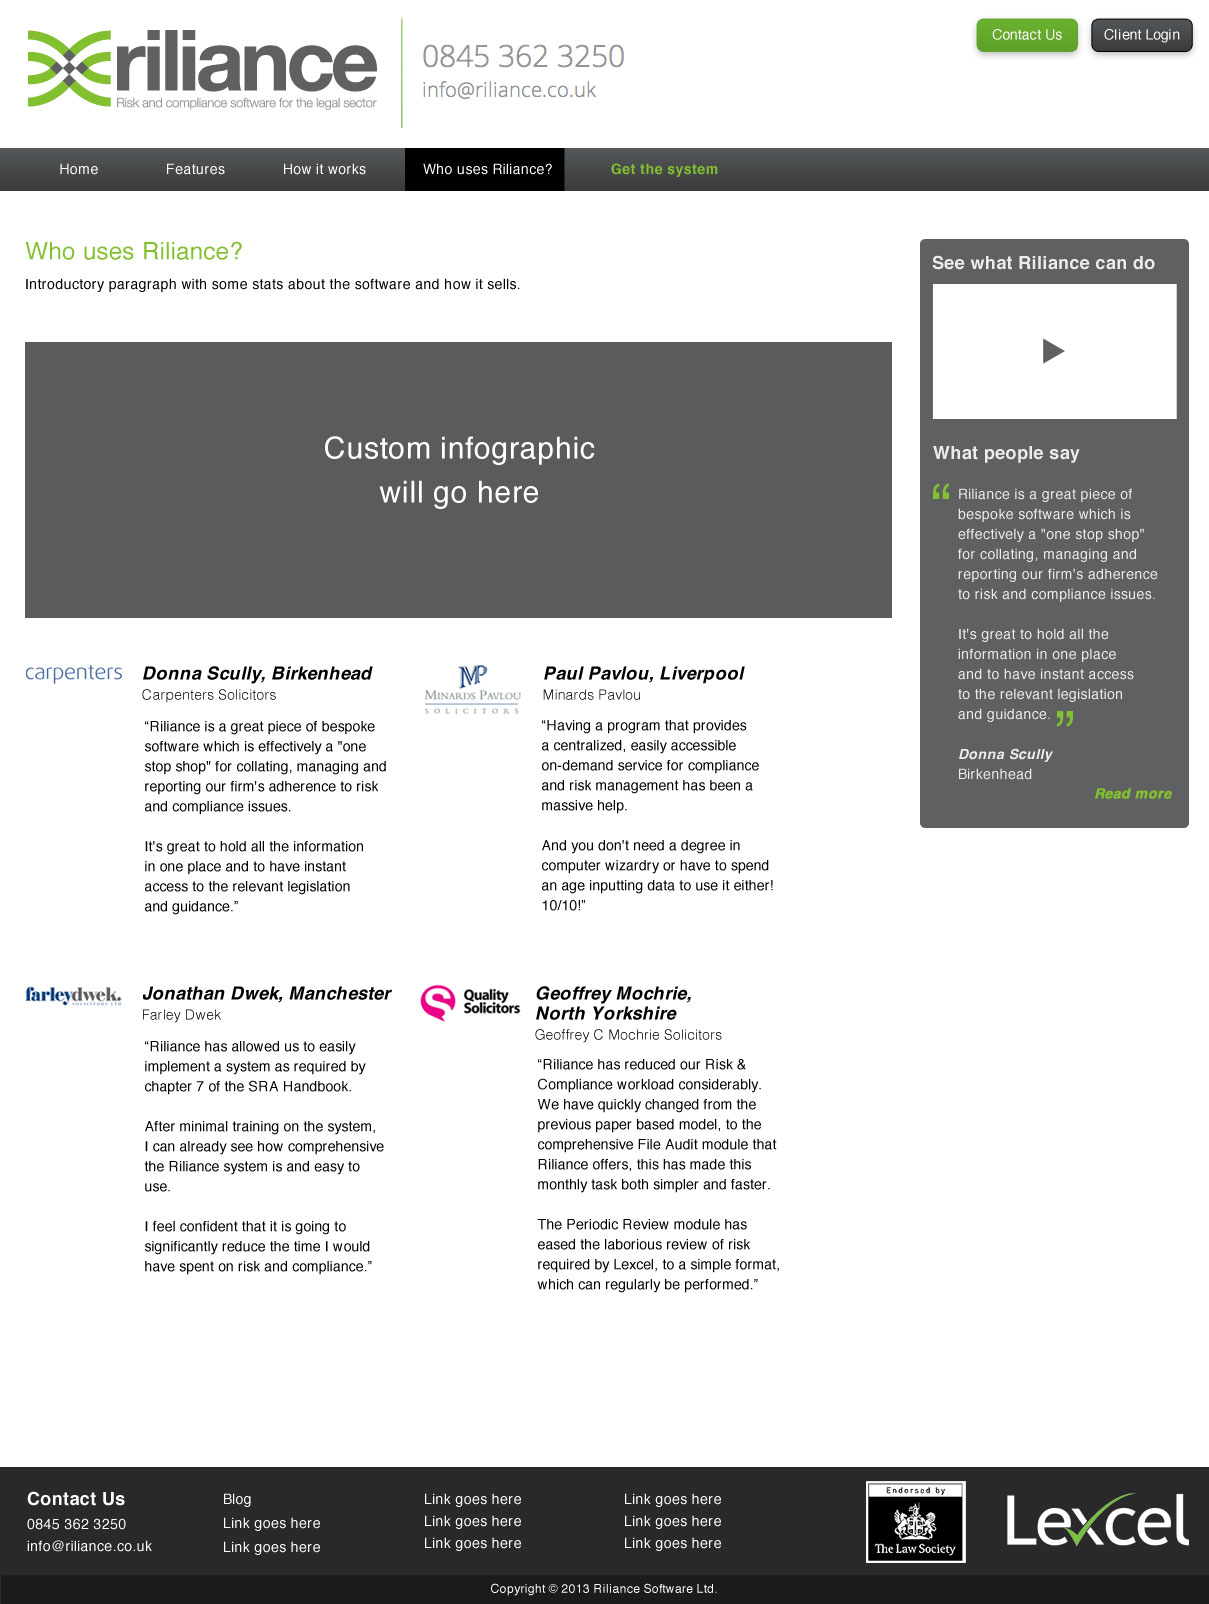 riliance
Risk and compliance software for the legal sector
0845 362 3250
info@riliance.co.uk
Contact Us
Client Login
Home
Features
How it works
Who uses Riliance?
Get the system
Who uses Riliance?
Introductory paragraph with some stats about the software and how it sells.
Custom infographic
will go here
carpenters
Donna Scully, Birkenhead
Carpenters Solicitors
“Riliance is a great piece of bespoke
software which is effectively a "one
stop shop" for collating, managing and
reporting our firm's adherence to risk
and compliance issues.
It's great to hold all the information
in one place and to have instant
access to the relevant legislation
and guidance.”
MP
MINARDS PAVLOU
SOLICITORS
Paul Pavlou, Liverpool
Minards Pavlou
“Having a program that provides
a centralized, easily accessible
on-demand service for compliance
and risk management has been a
massive help.
And you don't need a degree in
computer wizardry or have to spend
an age inputting data to use it either!
10/10!”
farleydwek.
SOLICITORS LTD
Jonathan Dwek, Manchester
Farley Dwek
“Riliance has allowed us to easily
implement a system as required by
chapter 7 of the SRA Handbook.
After minimal training on the system,
I can already see how comprehensive
the Riliance system is and easy to
use.
I feel confident that it is going to
significantly reduce the time I would
have spent on risk and compliance.”
Quality
Solicitors
Geoffrey Mochrie,
North Yorkshire
Geoffrey C Mochrie Solicitors
“Riliance has reduced our Risk &
Compliance workload considerably.
We have quickly changed from the
previous paper based model, to the
comprehensive File Audit module that
Riliance offers, this has made this
monthly task both simpler and faster.
The Periodic Review module has
eased the laborious review of risk
required by Lexcel, to a simple format,
which can regularly be performed.”
See what Riliance can do
What people say
“ Riliance is a great piece of
bespoke software which is
effectively a "one stop shop"
for collating, managing and
reporting our firm's adherence
to risk and compliance issues.
It's great to hold all the
information in one place
and to have instant access
to the relevant legislation
and guidance. ”
Donna Scully
Birkenhead
Read more
Contact Us
0845 362 3250
info@riliance.co.uk
Blog
Link goes here
Link goes here
Link goes here
Link goes here
Link goes here
Link goes here
Link goes here
Link goes here
Endorsed by
The Law Society
Lexcel
Copyright © 2013 Riliance Software Ltd.